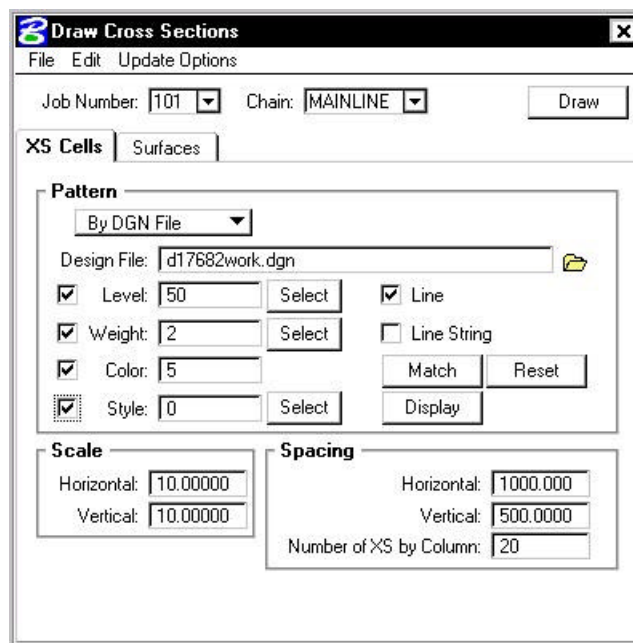 Draw Cross Sections
File Edit Update Options
Job Number: 101 Chain: MAINLINE Draw
XS Cells Surfaces
Pattern
By DGN File
Design File: d17682work.dgn
Level: 50 Select Line
Weight: 2 Select Line String
Color: 5 Match Reset
Style: 0 Select Display
Scale Spacing
Horizontal: 10.00000 Horizontal: 1000.000
Vertical: 10.00000 Vertical: 500.0000
Number of XS by Column: 20